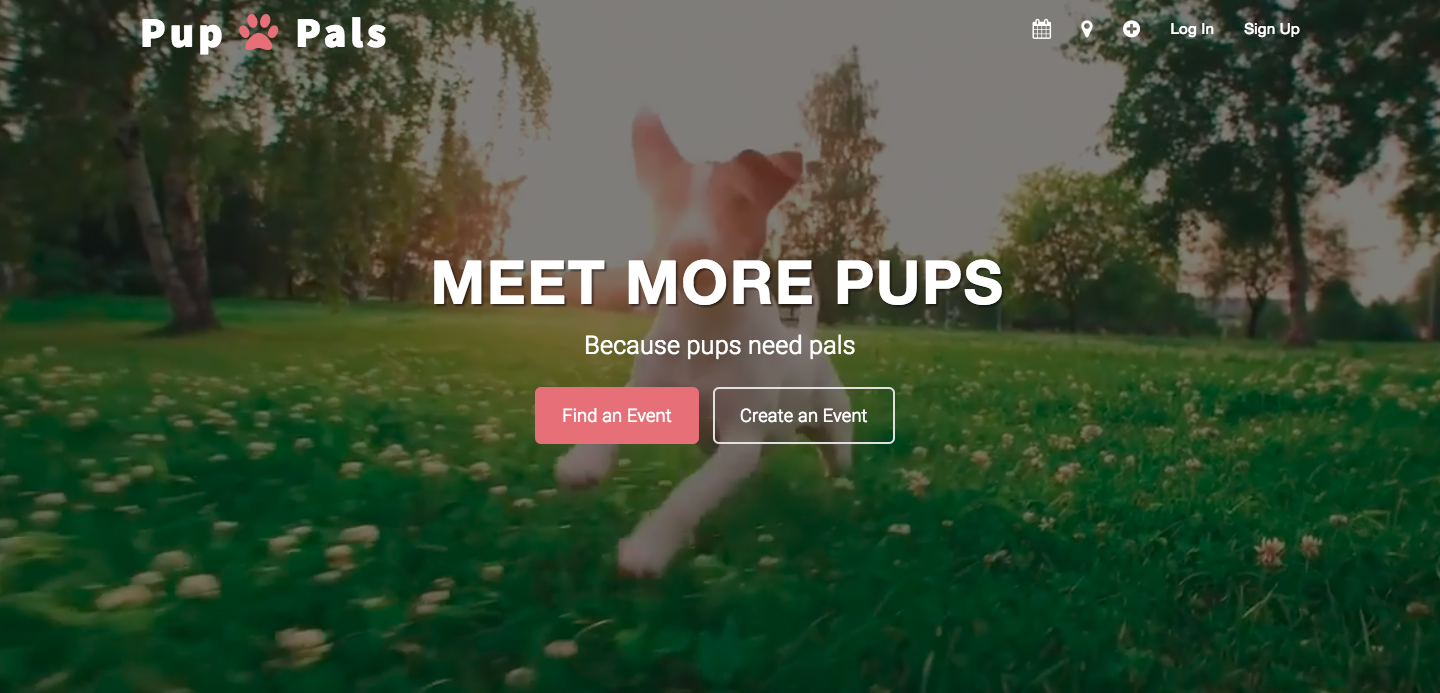 Pup Pals
Log In Sign Up
MEET MORE PUPS
Because pups need pals
Find an Event Create an Event